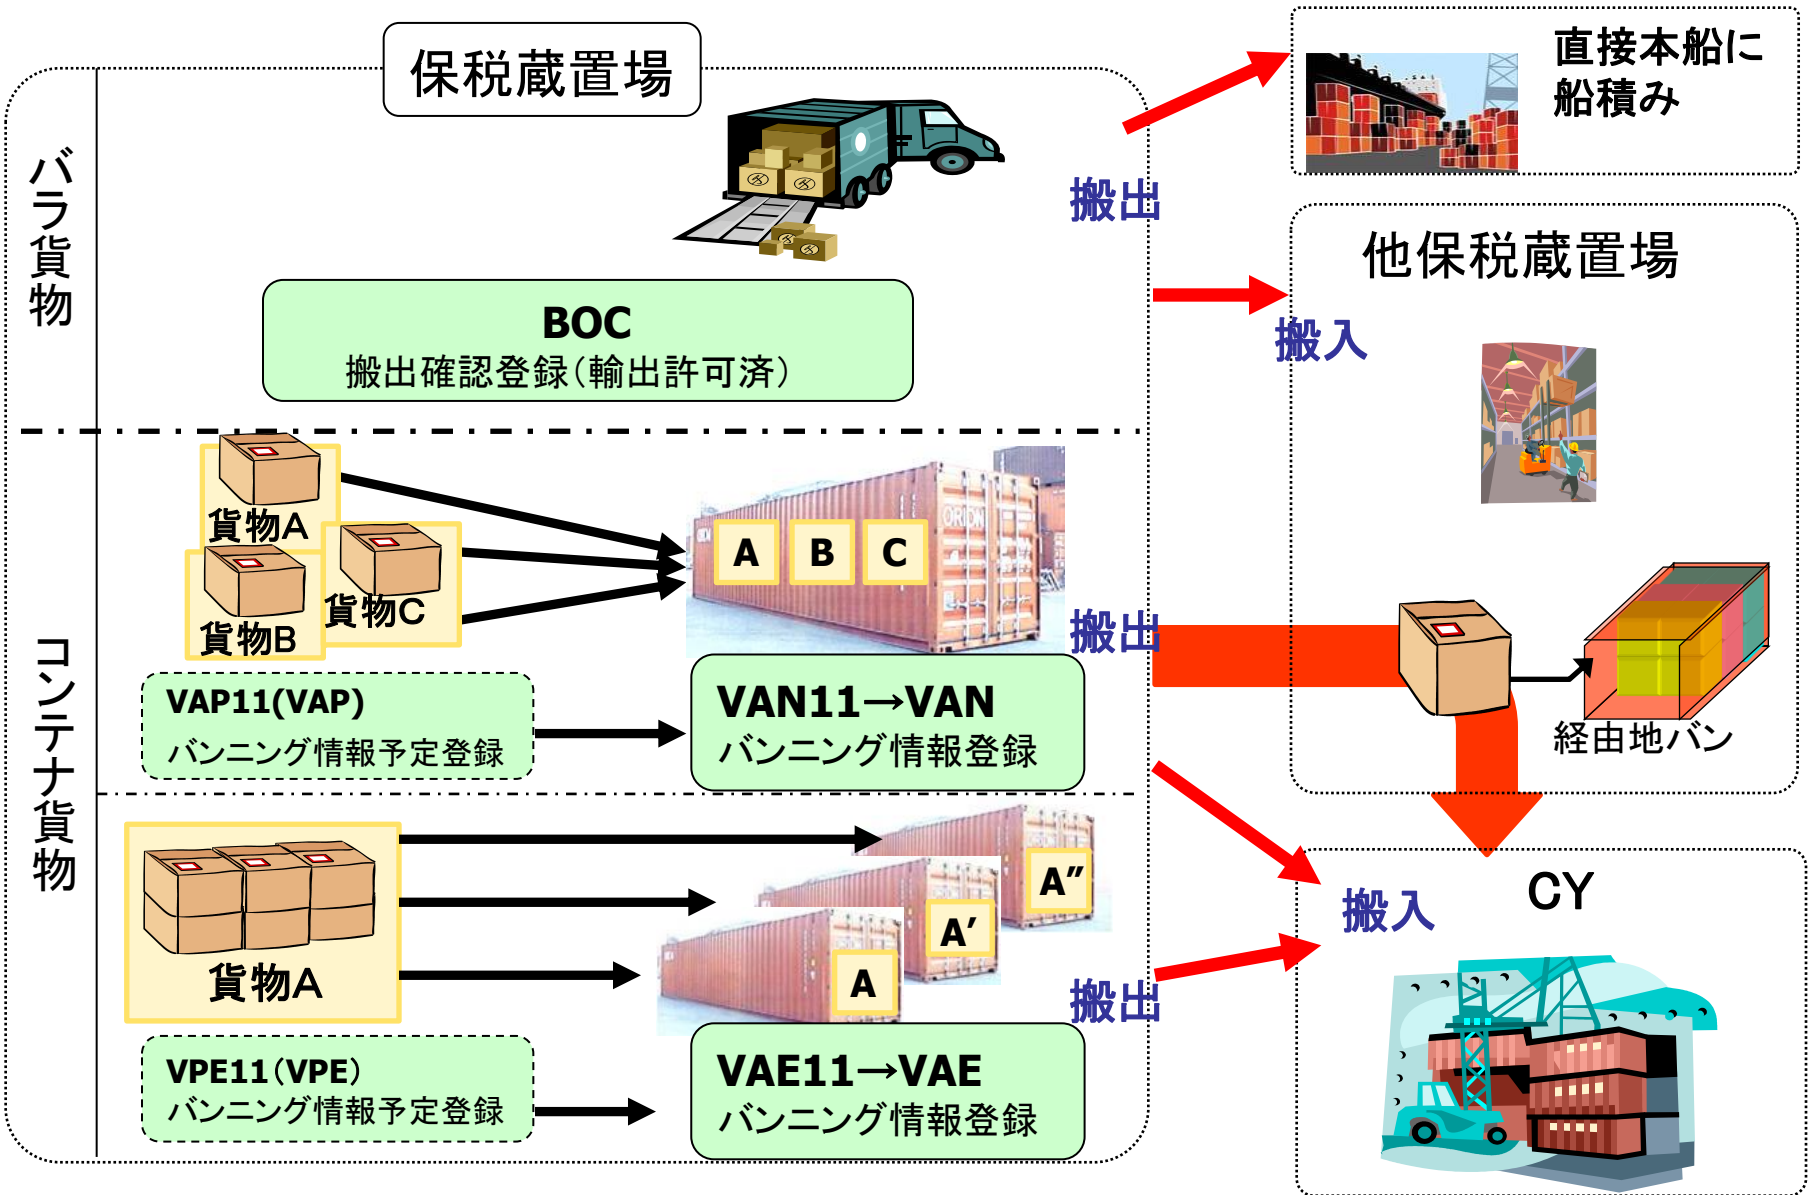 保税蔵置場
バラ貨物
搬出
BOC
搬出確認登録（輸出許可済）
直接本船に
船積み
他保税蔵置場
搬入
コンテナ貨物
貨物A
貨物B
貨物C
A
B
C
ORION
搬出
VAP11(VAP)
バンニング情報予定登録
VAN11→VAN
バンニング情報登録
経由地バン
貨物A
A
A′
A″
搬出
VPE11（VPE）
バンニング情報予定登録
VAE11→VAE
バンニング情報登録
CY
搬入